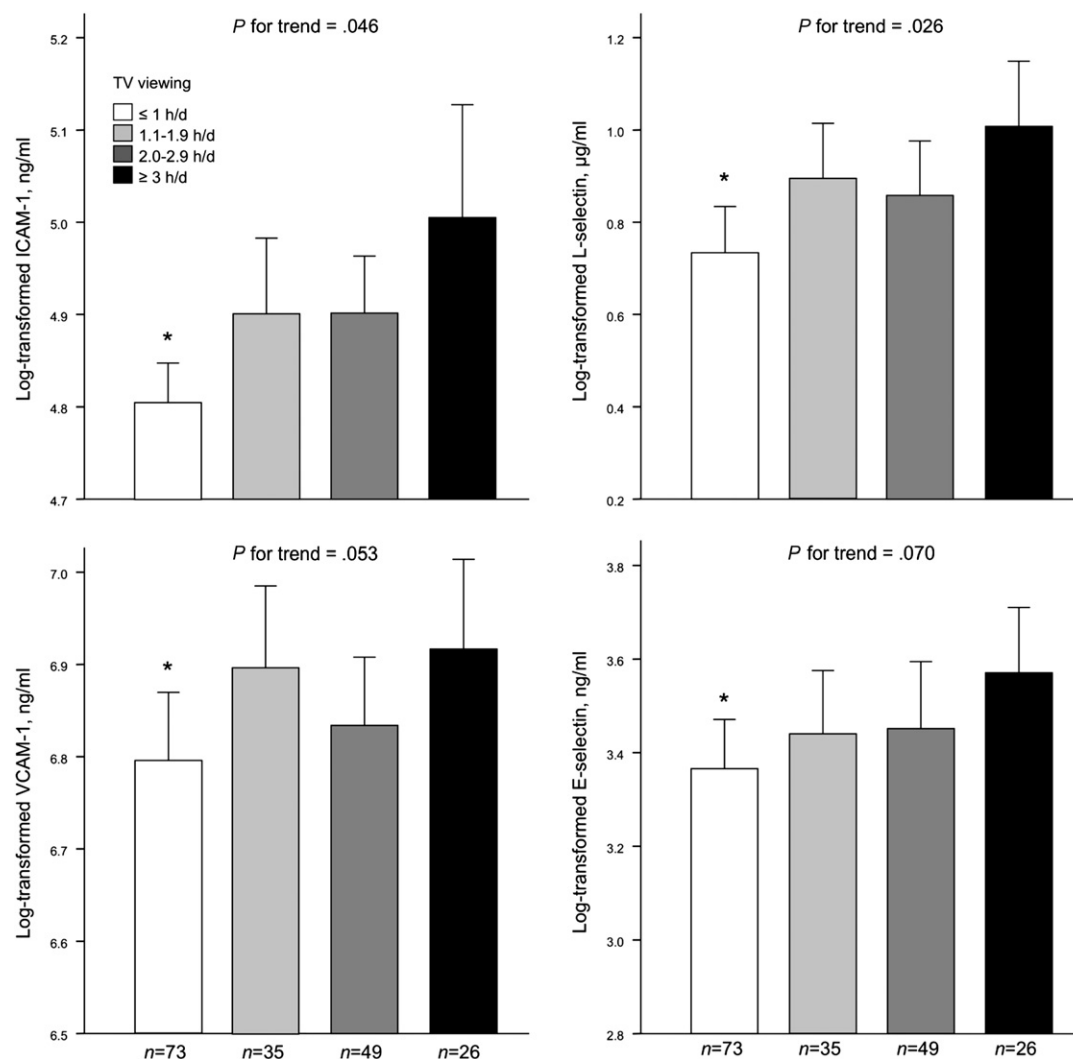 P for trend = .046
Log-transformed ICAM-1, ng/ml
5.2
5.1
5.0
4.9
4.8
4.7
TV viewing
≤ 1 h/d
1.1-1.9 h/d
2.0-2.9 h/d
≥ 3 h/d
*
P for trend = .026
Log-transformed L-selectin, µg/ml
1.2
1.0
0.8
0.6
0.4
0.2
*
P for trend = .053
Log-transformed VCAM-1, ng/ml
7.0
6.9
6.8
6.7
6.6
6.5
*
n=73 n=35 n=49 n=26
P for trend = .070
Log-transformed E-selectin, ng/ml
3.8
3.6
3.4
3.2
3.0
2.8
*
n=73 n=35 n=49 n=26